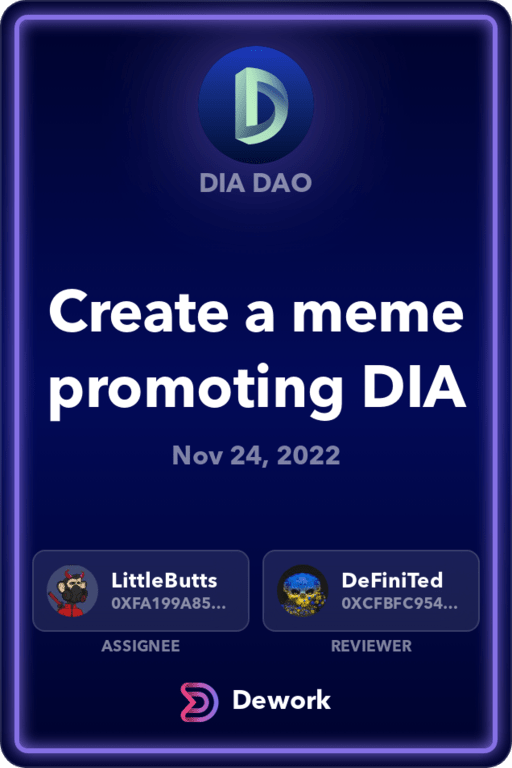 DIA DAO
Create a meme
promoting DIA
Nov 24, 2022
LittleButts
0XFA199A85...
ASSIGNEE
DeFiniTed
0XCFBFC954...
REVIEWER
Dework